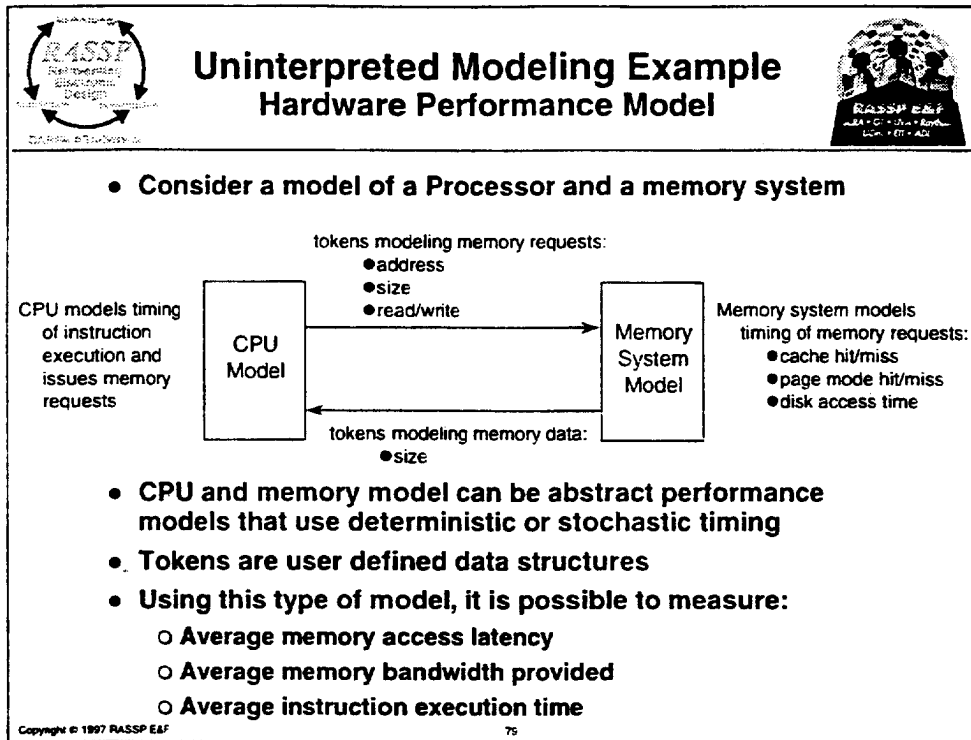 RASSP
Reinventing
Electronic
Design
Uninterpreted Modeling Example
Hardware Performance Model
RASSP E&F
• Consider a model of a Processor and a memory system
tokens modeling memory requests:
●address
●size
●read/write
CPU models timing
of instruction
execution and
issues memory
requests
CPU
Model
Memory
System
Model
Memory system models
timing of memory requests:
●cache hit/miss
●page mode hit/miss
●disk access time
tokens modeling memory data:
●size
• CPU and memory model can be abstract performance
models that use deterministic or stochastic timing
• Tokens are user defined data structures
• Using this type of model, it is possible to measure:
○ Average memory access latency
○ Average memory bandwidth provided
○ Average instruction execution time
Copyright © 1997 RASSP E&F
79